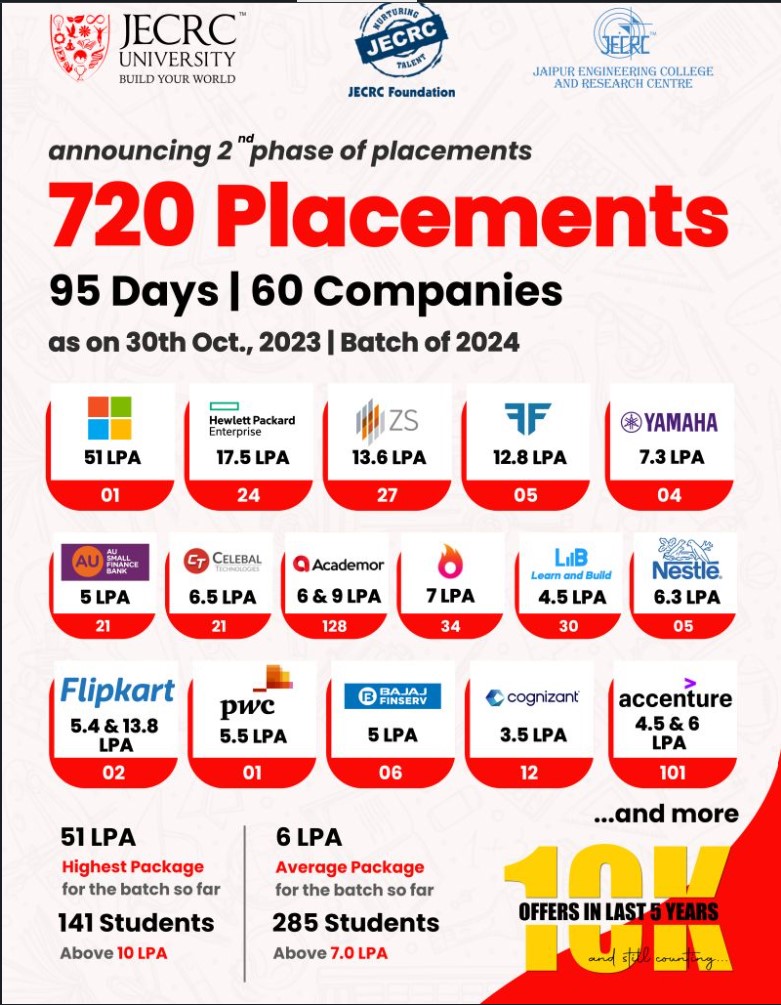 JECRC™
UNIVERSITY
BUILD YOUR WORLD
NURTURING
JECRC
TALENT
JECRC Foundation
JECRC™
JAIPUR ENGINEERING COLLEGE
AND RESEARCH CENTRE
announcing 2nd phase of placements
720 Placements
95 Days | 60 Companies
as on 30th Oct., 2023 | Batch of 2024
51 LPA
01
Hewlett Packard
Enterprise
17.5 LPA
24
ZS
13.6 LPA
27
12.8 LPA
05
YAMAHA
7.3 LPA
04
AU
AU
SMALL
FINANCE
BANK
5 LPA
21
CT
CELEBAL
TECHNOLOGIES
6.5 LPA
21
Academor
6 & 9 LPA
128
7 LPA
34
LB
Learn and Build
4.5 LPA
30
Nestlé
6.3 LPA
05
Flipkart
5.4 & 13.8
LPA
02
pwc
5.5 LPA
01
B
BAJAJ
FINSERV
5 LPA
06
cognizant
3.5 LPA
12
accenture
4.5 & 6
LPA
101
...and more
51 LPA
Highest Package
for the batch so far
141 Students
Above 10 LPA
6 LPA
Average Package
for the batch so far
285 Students
Above 7.0 LPA
10K
OFFERS IN LAST 5 YEARS
and still counting...